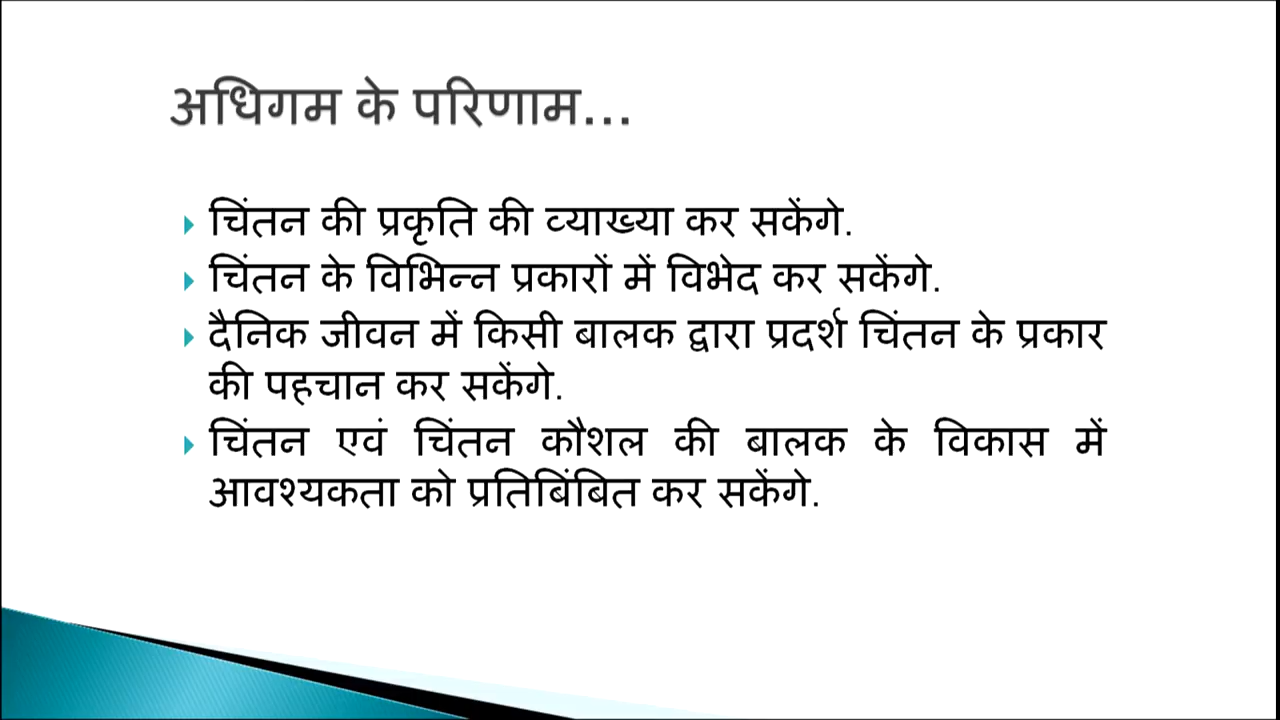 अधिगम के परिणाम...
चिंतन की प्रकृति की व्याख्या कर सकेंगे.
चिंतन के विभिन्न प्रकारों में विभेद कर सकेंगे.
दैनिक जीवन में किसी बालक द्वारा प्रदर्श चिंतन के प्रकार
की पहचान कर सकेंगे.
चिंतन एवं चिंतन कौशल की बालक के विकास में
आवश्यकता को प्रतिबिंबित कर सकेंगे.